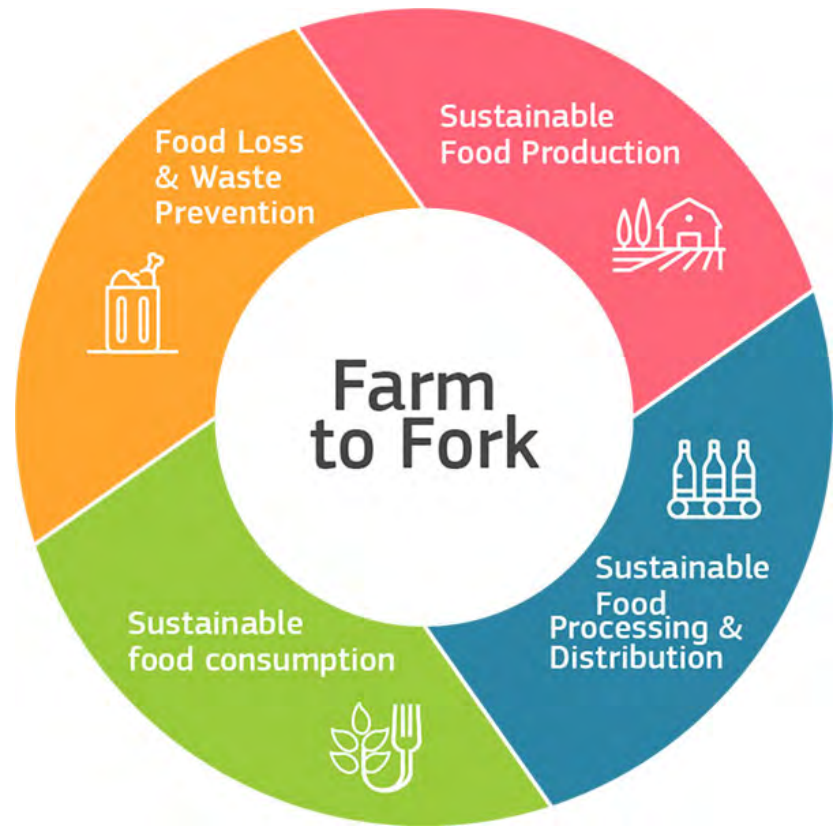 Food Loss
& Waste
Prevention
Sustainable
Food Production
Farm
to Fork
Sustainable
Food
Processing &
Distribution
Sustainable
food consumption